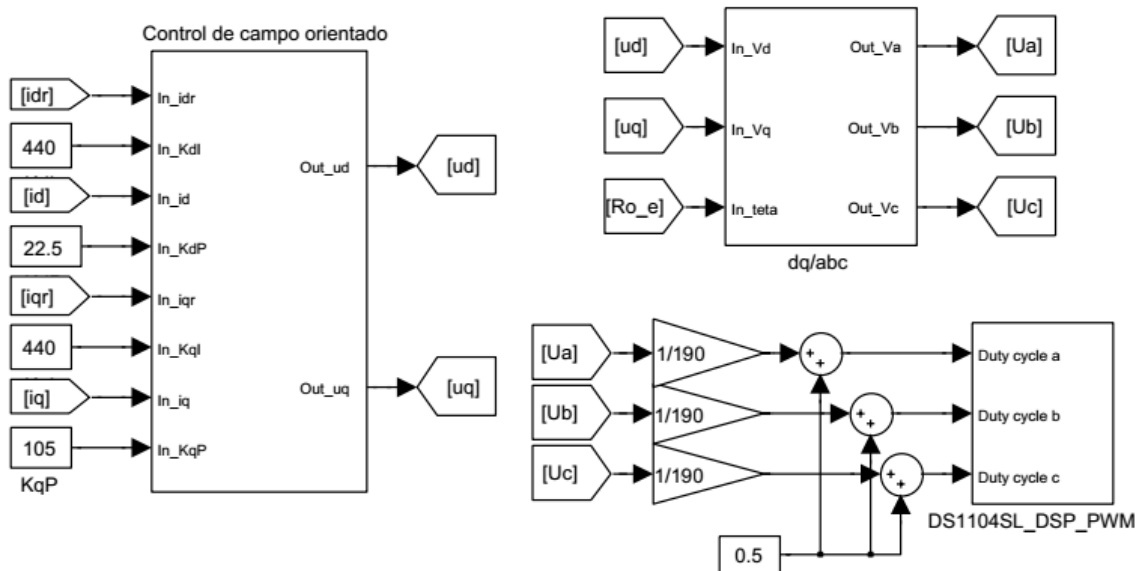 Control de campo orientado
[idr]
In_idr
440
In_KdI
[id]
In_id
22.5
In_KdP
[iqr]
In_iqr
440
In_KqI
[iq]
In_iq
105
In_KqP
KqP
Out_ud
[ud]
Out_uq
[uq]
[ud]
In_Vd
Out_Va
[Ua]
[uq]
In_Vq
Out_Vb
[Ub]
[Ro_e]
In_teta
Out_Vc
[Uc]
dq/abc
[Ua]
1/190
+
+
Duty cycle a
[Ub]
1/190
+
+
Duty cycle b
[Uc]
1/190
+
+
Duty cycle c
DS1104SL_DSP_PWM
0.5